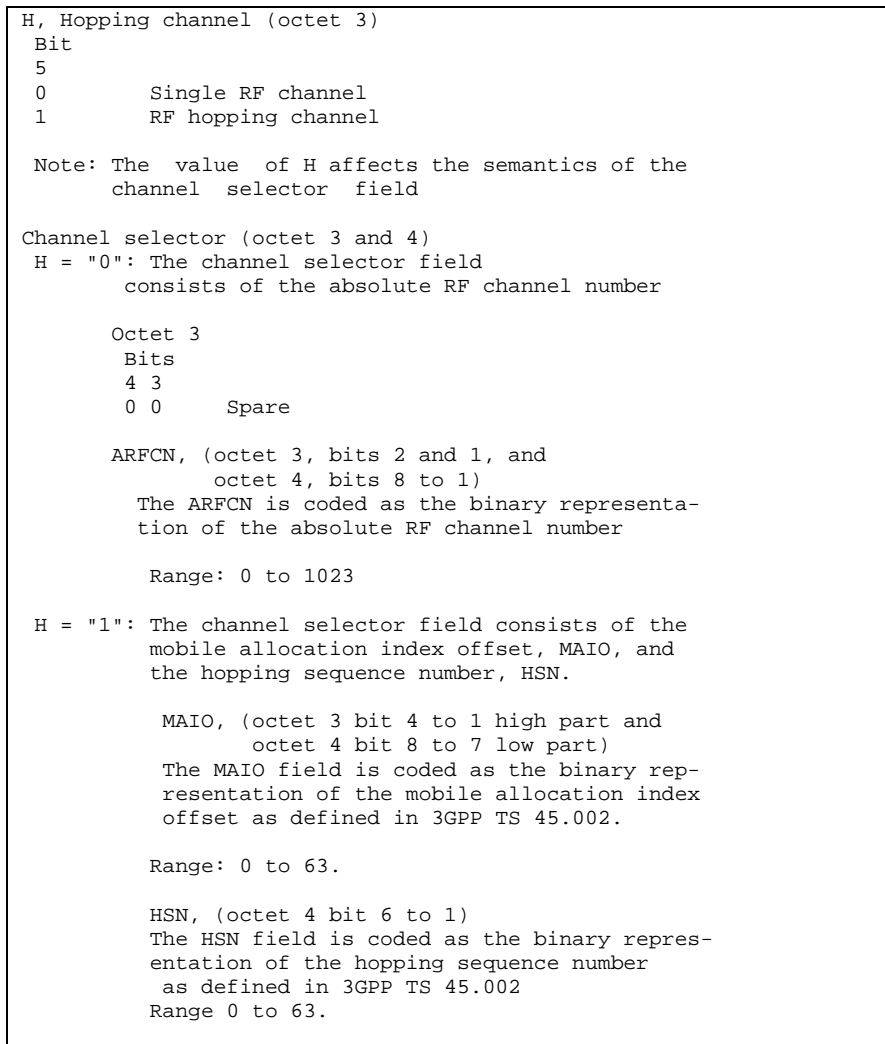 H, Hopping channel (octet 3)
Bit
5
0 Single RF channel
1 RF hopping channel
Note: The value of H affects the semantics of the
channel selector field
Channel selector (octet 3 and 4)
H = "0": The channel selector field
consists of the absolute RF channel number
Octet 3
Bits
4 3
0 0 Spare
ARFCN, (octet 3, bits 2 and 1, and
octet 4, bits 8 to 1)
The ARFCN is coded as the binary representa-
tion of the absolute RF channel number
Range: 0 to 1023
H = "1": The channel selector field consists of the
mobile allocation index offset, MAIO, and
the hopping sequence number, HSN.
MAIO, (octet 3 bit 4 to 1 high part and
octet 4 bit 8 to 7 low part)
The MAIO field is coded as the binary rep-
resentation of the mobile allocation index
offset as defined in 3GPP TS 45.002.
Range: 0 to 63.
HSN, (octet 4 bit 6 to 1)
The HSN field is coded as the binary repres-
entation of the hopping sequence number
as defined in 3GPP TS 45.002
Range 0 to 63.